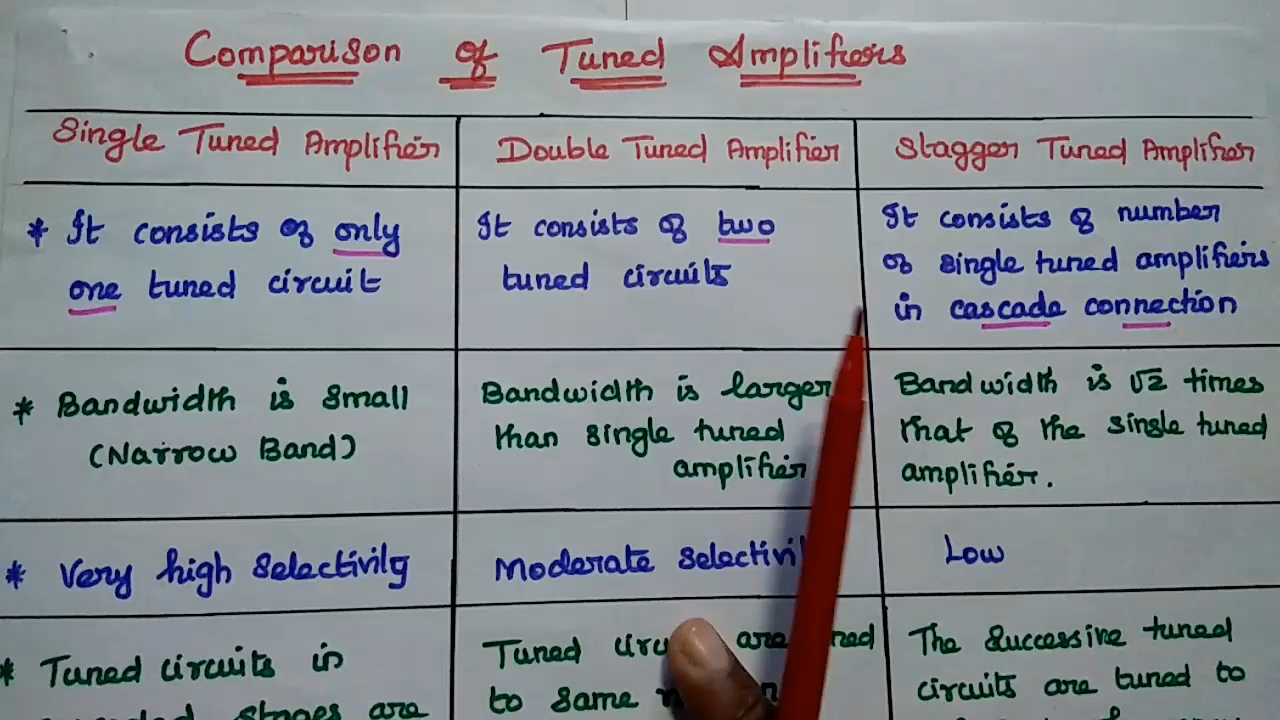 Comparison of Tuned Amplifiers
Single Tuned Amplifier
Double Tuned Amplifier
Stagger Tuned Amplifier
* It consists of only
one tuned circuit
It consists of two
tuned circuits
It consists of number
of single tuned amplifiers
in cascade connection
* Bandwidth is small
(Narrow Band)
Bandwidth is larger
than single tuned
amplifier
Bandwidth is √2 times
that of the single tuned
amplifier.
* Very high selectivity
Moderate
Low
* Tuned circuits in
stages are
Tuned are
to same
The successive tuned
circuits are tuned to